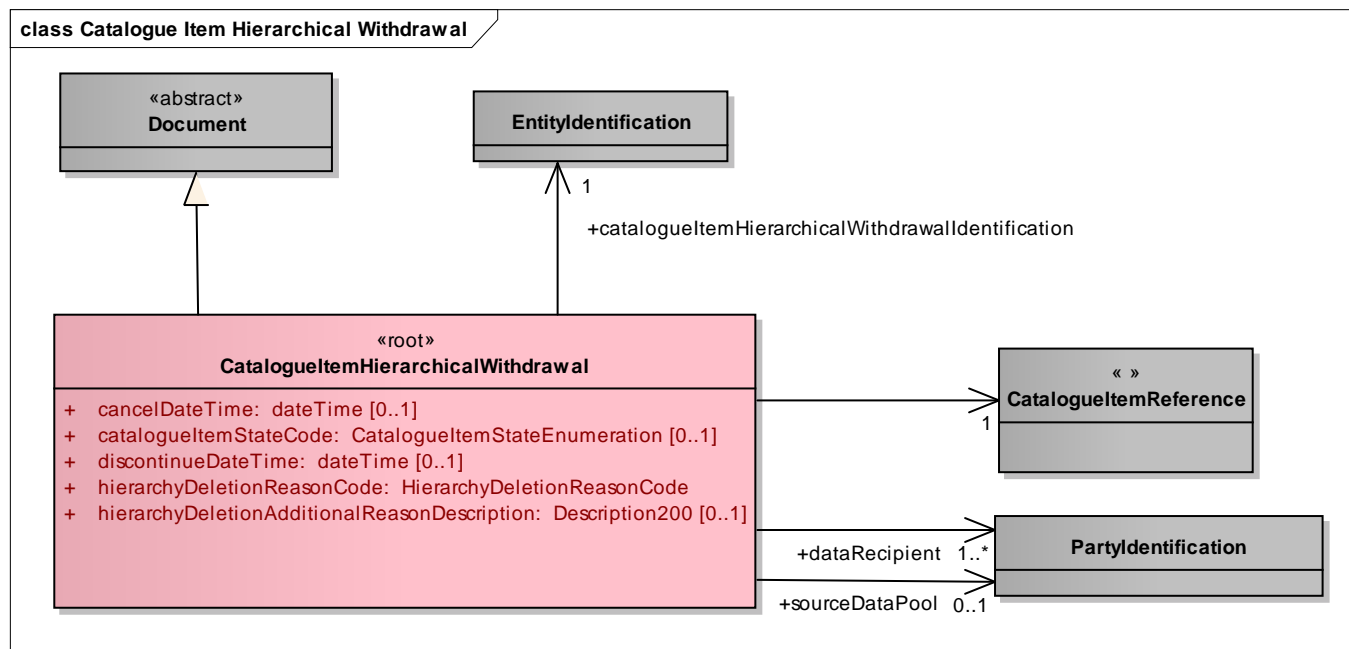 class Catalogue Item Hierarchical Withdrawal
«abstract»
Document
EntityIdentification
1
+catalogueItemHierarchicalWithdrawalIdentification
«root»
CatalogueItemHierarchicalWithdrawal
+ cancelDateTime: dateTime [0..1]
+ catalogueItemStateCode: CatalogueItemStateEnumeration [0..1]
+ discontinueDateTime: dateTime [0..1]
+ hierarchyDeletionReasonCode: HierarchyDeletionReasonCode
+ hierarchyDeletionAdditionalReasonDescription: Description200 [0..1]
« »
CatalogueItemReference
1
PartyIdentification
+dataRecipient 1..*
+sourceDataPool 0..1